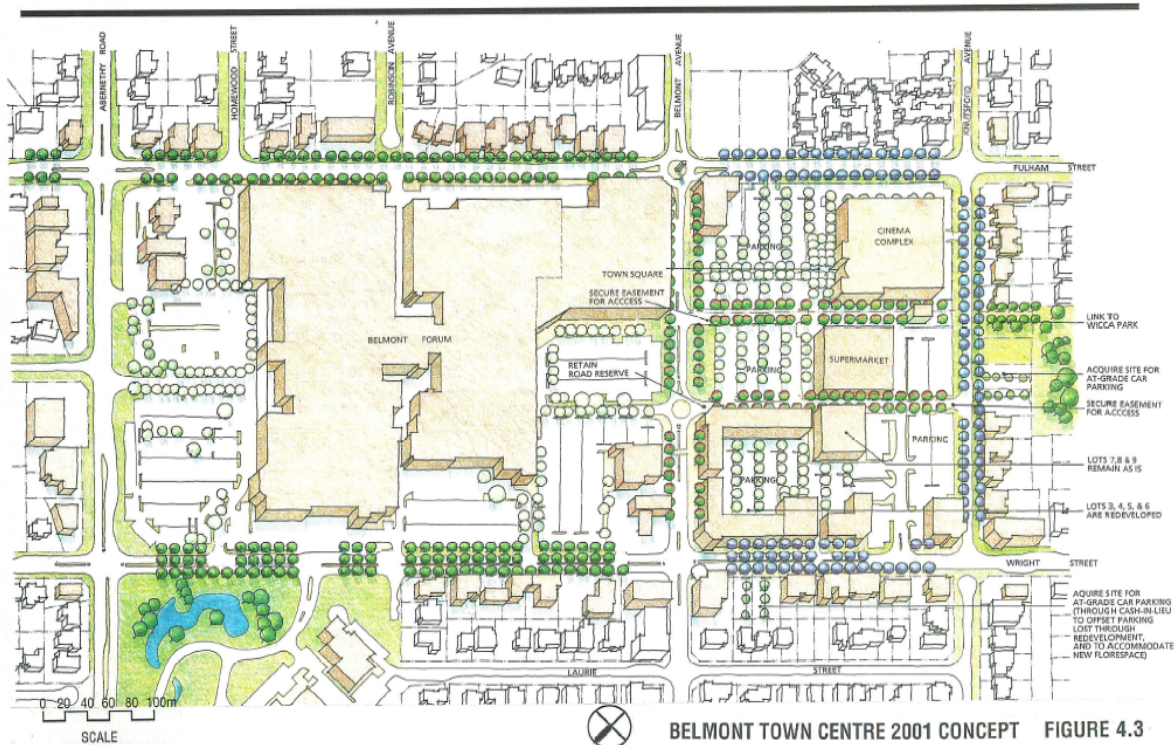 ABERNETHY ROAD
HOMEWOOD STREET
ROBINSON AVENUE
BELMONT AVENUE
KNUTSFORD AVENUE
FULHAM STREET
CINEMA
COMPLEX
PARKING
TOWN SQUARE
SECURE EASEMENT
FOR ACCCESS
LINK TO
WICCA PARK
BELMONT FORUM
SUPERMARKET
RETAIN
ROAD RESERVE
PARKING
ACQUIRE SITE FOR
AT-GRADE CAR
PARKING
SECURE EASEMENT
FOR ACCCESS
PARKING
LOTS 7,8 & 9
REMAIN AS IS
PARKING
LOTS 3, 4, 5, & 6
ARE REDEVELOPED
WRIGHT STREET
AQUIRE SITE FOR
AT-GRADE CAR PARKING
(THROUGH CASH-IN-LIEU
TO OFFSET PARKING
LOST THROUGH
REDEVELOPMENT,
AND TO ACCOMMODATE
NEW FLORESPACE)
LAURIE STREET
0 20 40 60 80 100m
SCALE
BELMONT TOWN CENTRE 2001 CONCEPT FIGURE 4.3